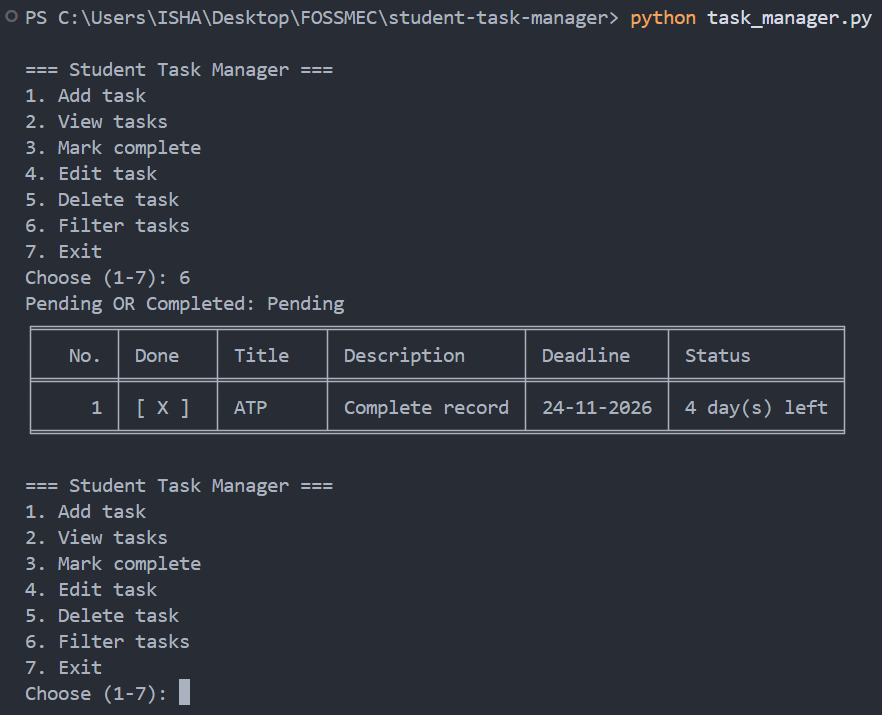 PS C:\Users\ISHA\Desktop\FOSSMEC\student-task-manager> python task_manager.py
=== Student Task Manager ===
1. Add task
2. View tasks
3. Mark complete
4. Edit task
5. Delete task
6. Filter tasks
7. Exit
Choose (1-7): 6
Pending OR Completed: Pending
No. Done Title Description Deadline Status
1 [ X ] ATP Complete record 24-11-2026 4 day(s) left
=== Student Task Manager ===
1. Add task
2. View tasks
3. Mark complete
4. Edit task
5. Delete task
6. Filter tasks
7. Exit
Choose (1-7):